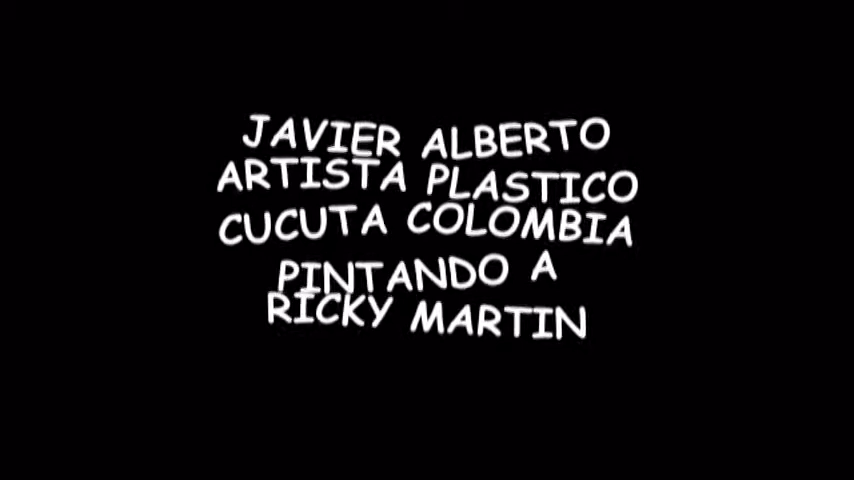 JAVIER ALBERTO
ARTISTA PLASTICO
CUCUTA COLOMBIA
PINTANDO A
RICKY MARTIN